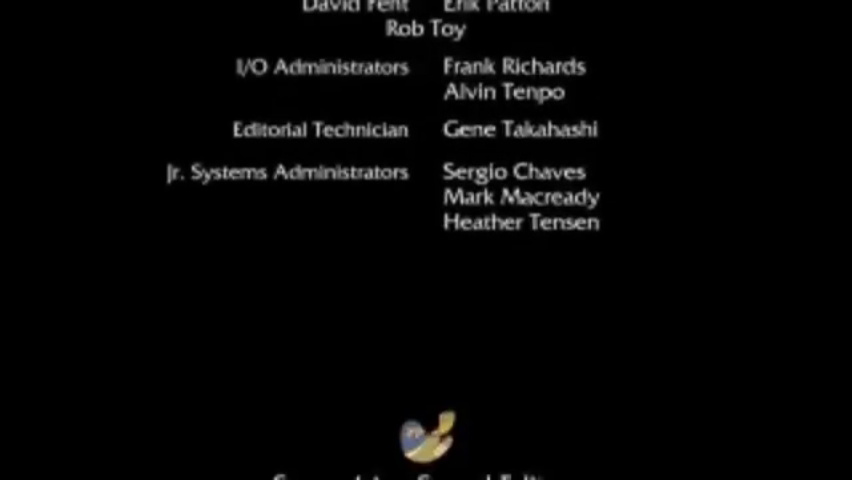 David Fent Erik Patton
Rob Toy
I/O Administrators Frank Richards
Alvin Tenpo
Editorial Technician Gene Takahashi
Jr. Systems Administrators Sergio Chaves
Mark Macready
Heather Tensen